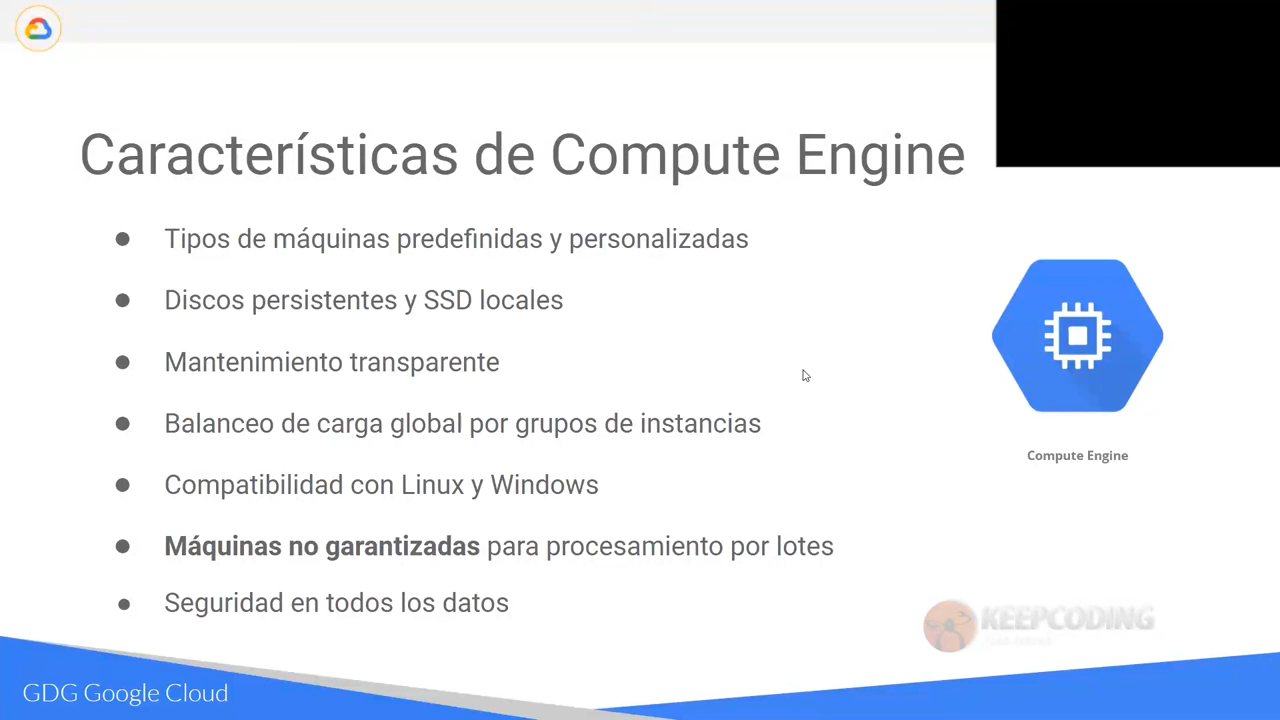 Características de Compute Engine
● Tipos de máquinas predefinidas y personalizadas
● Discos persistentes y SSD locales
● Mantenimiento transparente
● Balanceo de carga global por grupos de instancias
● Compatibilidad con Linux y Windows
● Máquinas no garantizadas para procesamiento por lotes
● Seguridad en todos los datos
Compute Engine
KEEPCODING
GDG Google Cloud